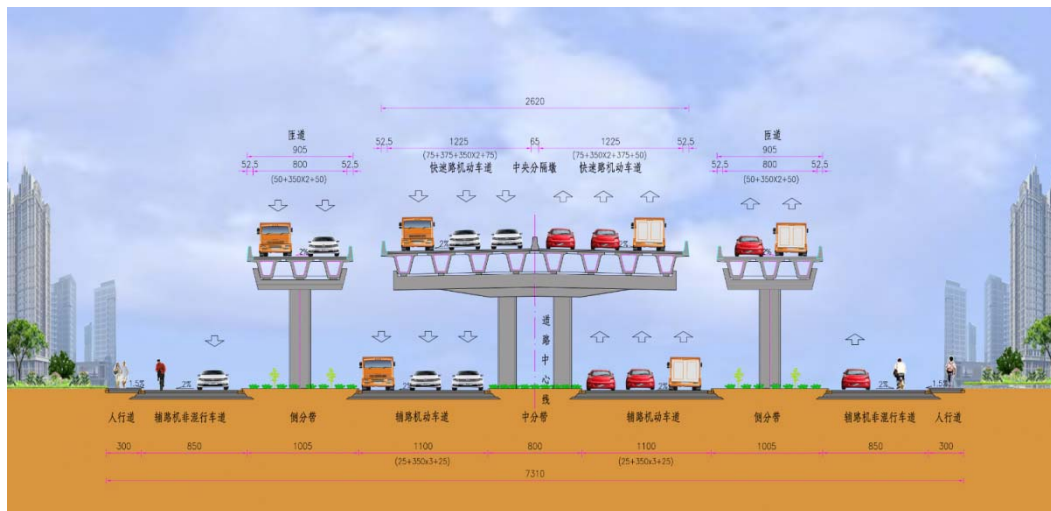 2620
匝道
匝道
905
52.5
1225
65
1225
52.5
905
52.5
800
52.5
(75+375+350X2+75)
(75+350X2+375+50)
52.5
800
52.5
(50+350X2+50)
快速路机动车道
中央分隔墩
快速路机动车道
(50+350X2+50)
2%
2%
2%
2%
道路中心线
1.5%
2%
2%
2%
2%
1.5%
人行道
辅路机非混行车道
侧分带
辅路机动车道
中分带
辅路机动车道
侧分带
辅路机非混行车道
人行道
300
850
1005
1100
800
1100
1005
850
300
(25+350x3+25)
(25+350x3+25)
7310